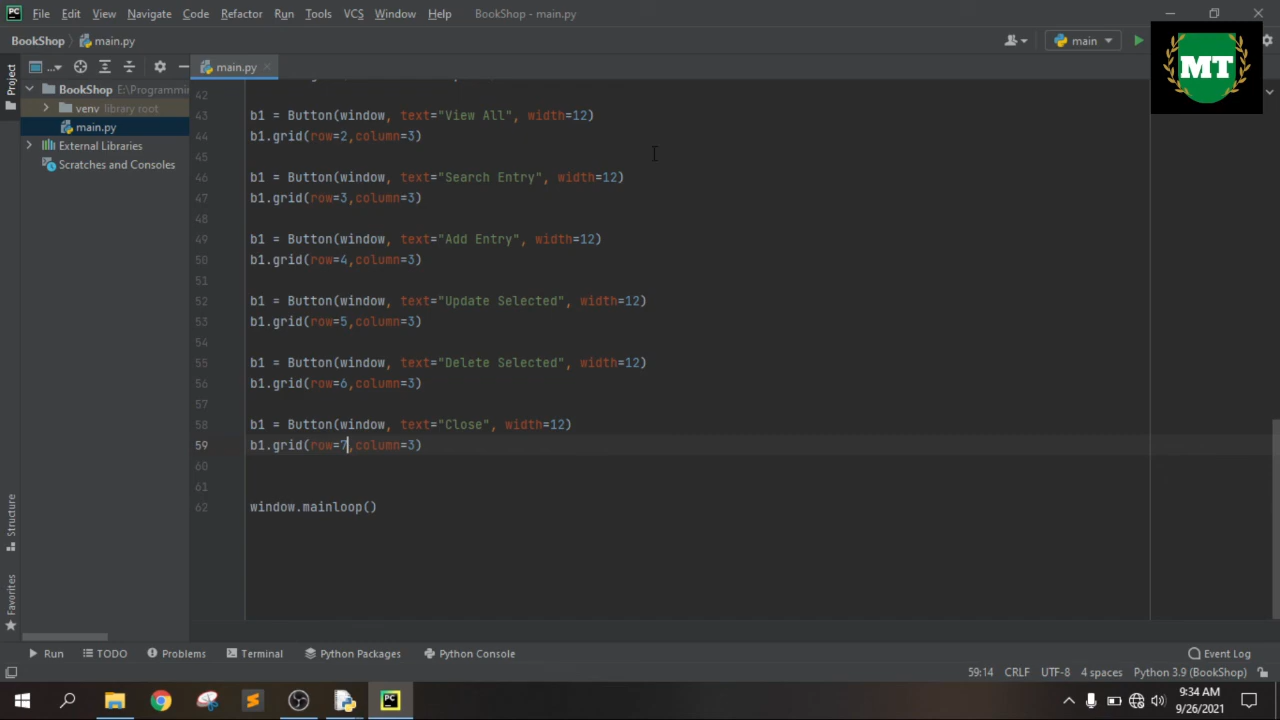 File Edit View Navigate Code Refactor Run Tools VCS Window Help BookShop - main.py
BookShop main.py main
MT
Project
... main.py
BookShop E:\Programmin
venv library root
main.py
External Libraries
Scratches and Consoles
42
43 b1 = Button(window, text="View All", width=12)
44 b1.grid(row=2,column=3)
45
46 b1 = Button(window, text="Search Entry", width=12)
47 b1.grid(row=3,column=3)
48
49 b1 = Button(window, text="Add Entry", width=12)
50 b1.grid(row=4,column=3)
51
52 b1 = Button(window, text="Update Selected", width=12)
53 b1.grid(row=5,column=3)
54
55 b1 = Button(window, text="Delete Selected", width=12)
56 b1.grid(row=6,column=3)
57
58 b1 = Button(window, text="Close", width=12)
59 b1.grid(row=7,column=3)
60
61
62 window.mainloop()
Structure
Favorites
Run TODO Problems Terminal Python Packages Python Console Event Log
59:14 CRLF UTF-8 4 spaces Python 3.9 (BookShop)
PC
9:34 AM
9/26/2021